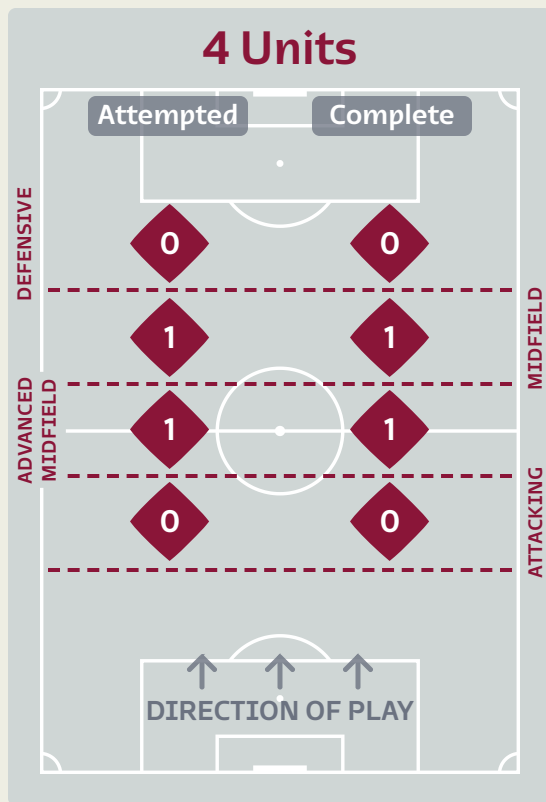 4 Units
Attempted Complete
DEFENSIVE
0 0
MIDFIELD
1 1
ADVANCED
MIDFIELD
1 1
ATTACKING
0 0
DIRECTION OF PLAY